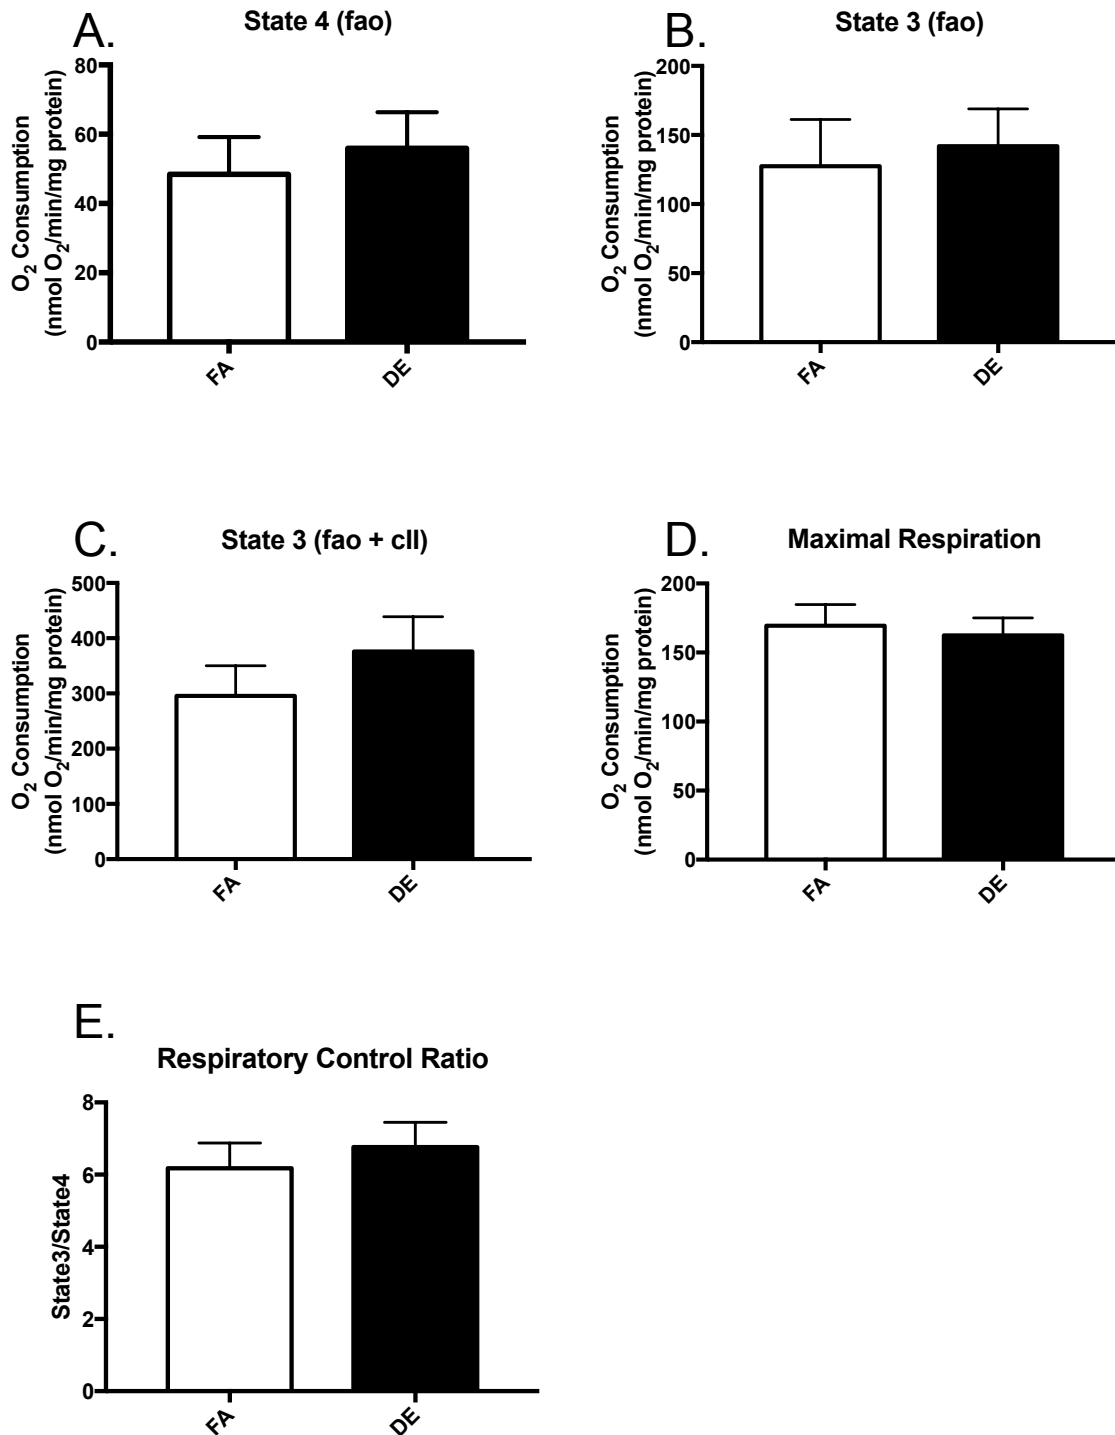 A.
State 4 (fao)
O2 Consumption
(nmol O2/min/mg protein)
80
60
40
20
0
FA
DE
B.
State 3 (fao)
O2 Consumption
(nmol O2/min/mg protein)
200
150
100
50
0
FA
DE
C.
State 3 (fao + cII)
O2 Consumption
(nmol O2/min/mg protein)
500
400
300
200
100
0
FA
DE
D.
Maximal Respiration
O2 Consumption
(nmol O2/min/mg protein)
200
150
100
50
0
FA
DE
E.
Respiratory Control Ratio
State3/State4
8
6
4
2
0
FA
DE